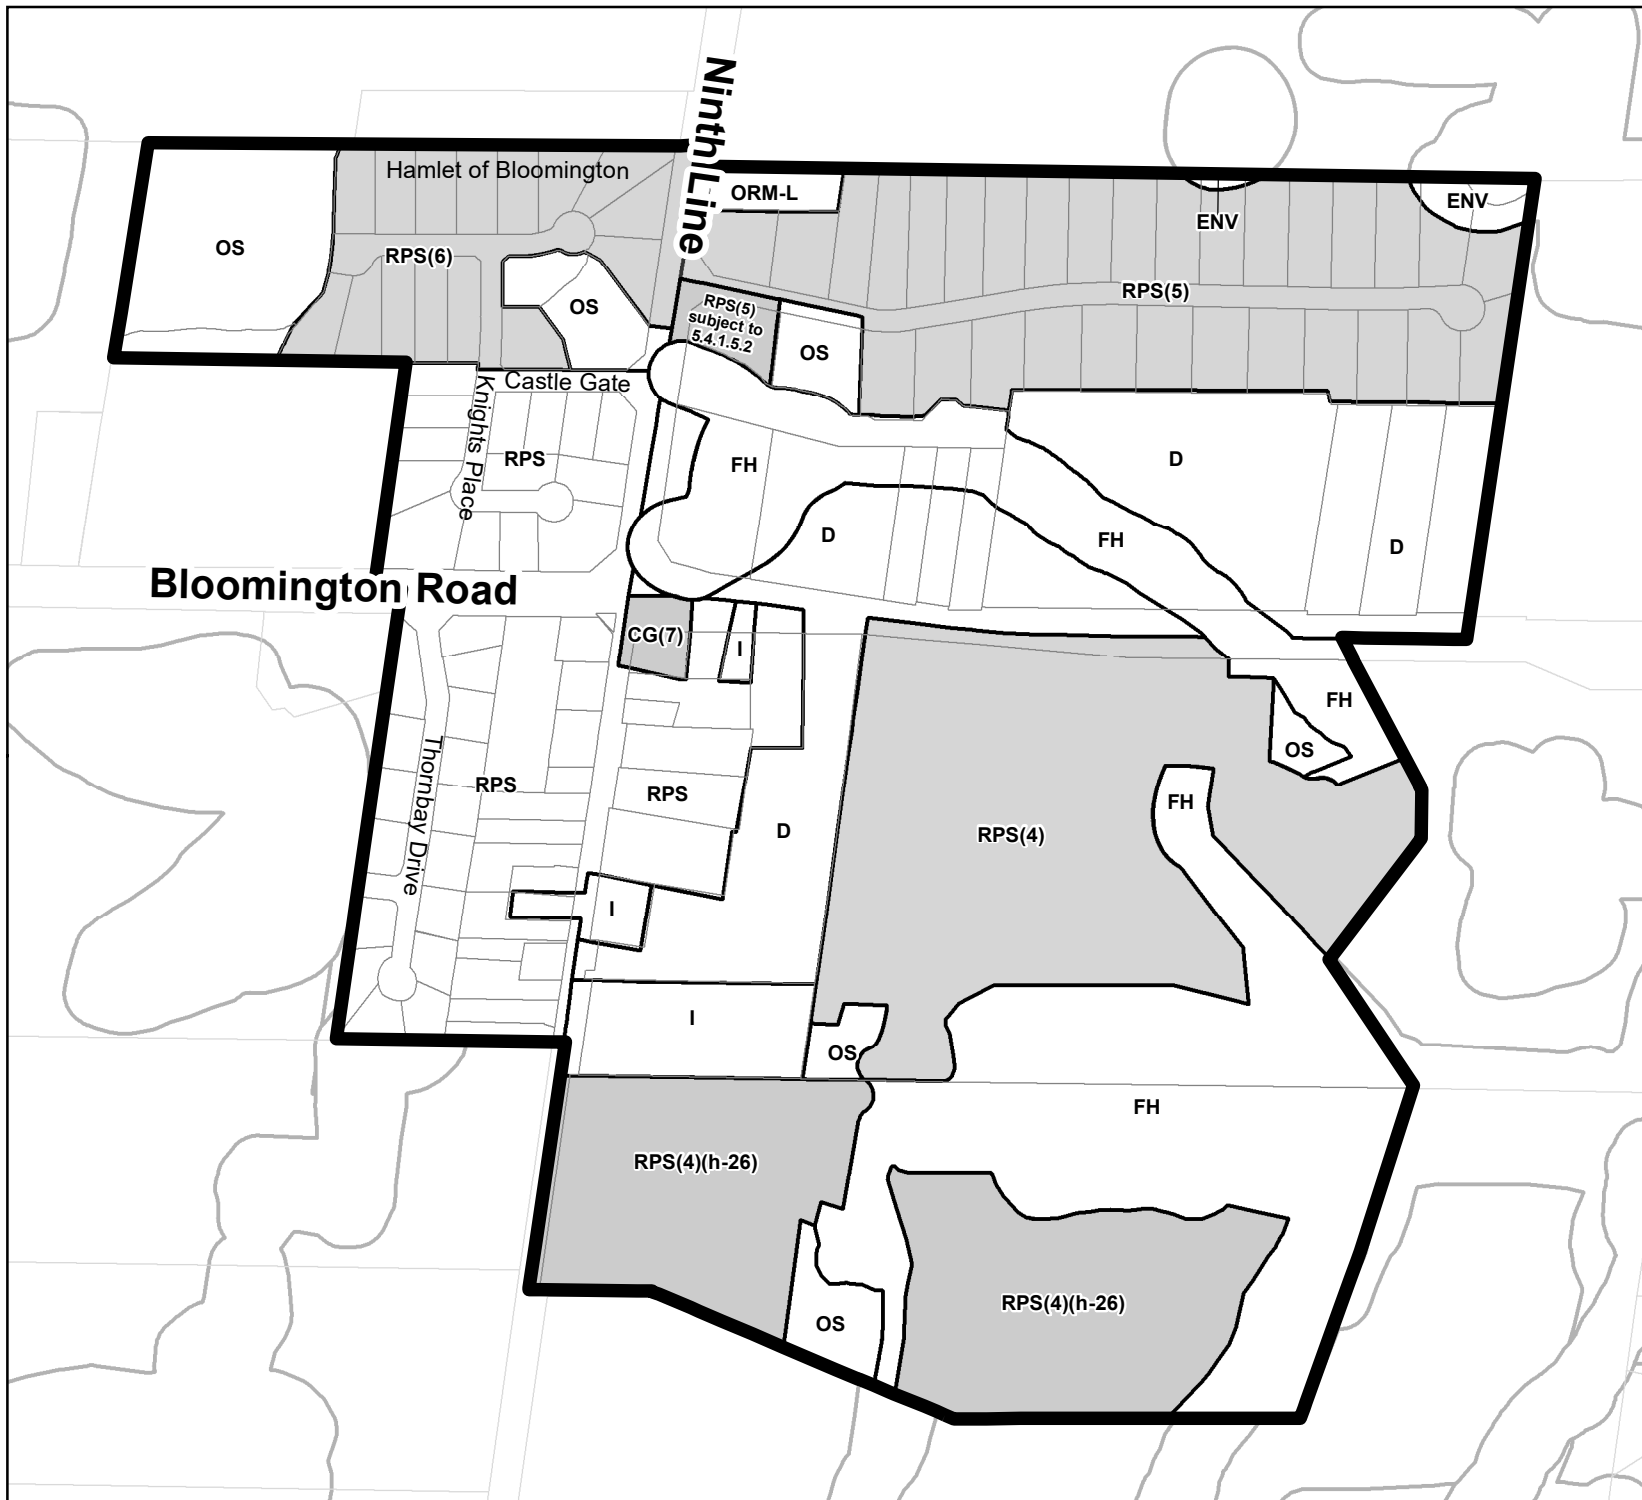 Ninth Line
Hamlet of Bloomington
ORM-L
ENV
ENV
OS
RPS(6)
RPS(5)
OS
RPS(5)
subject to
5.4.1.5.2
OS
Castle Gate
Knights Place
RPS
FH
D
D
FH
D
Bloomington Road
CG(7)
I
FH
OS
Thornbay Drive
RPS
RPS
D
RPS(4)
FH
I
I
OS
FH
RPS(4)(h-26)
RPS(4)(h-26)
OS